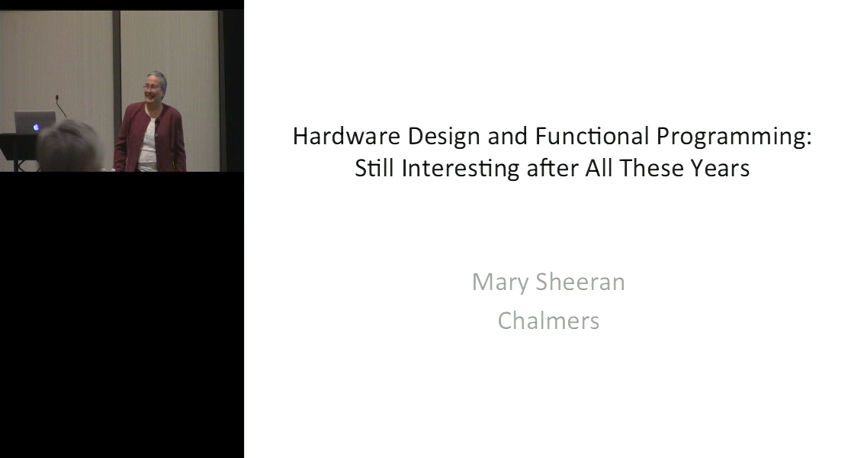 Hardware Design and Functional Programming:
Still Interesting after All These Years
Mary Sheeran
Chalmers